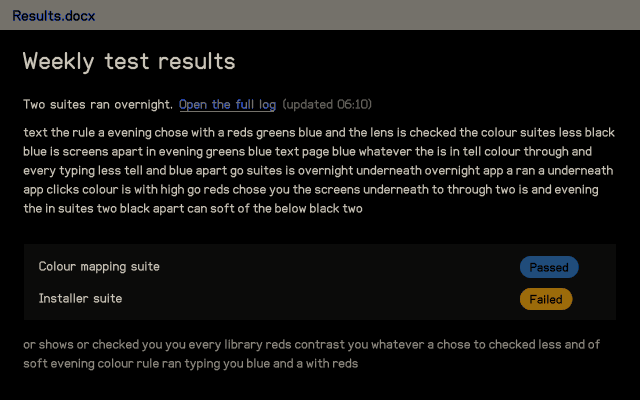 Results.docx
Weekly test results
Two suites ran overnight. Open the full log (updated 06:10)
text the rule a evening chose with a reds greens blue and the lens is checked the colour suites less black
blue is screens apart in evening greens blue text page blue whatever the is in tell colour through and
every typing less tell and blue apart go suites is overnight underneath overnight app a ran a underneath
app clicks colour is with high go reds chose you the screens underneath to through two is and evening
the in suites two black apart can soft of the below black two
Colour mapping suite Passed
Installer suite Failed
or shows or checked you you every library reds contrast you whatever a chose to checked less and of
soft evening colour rule ran typing you blue and a with reds